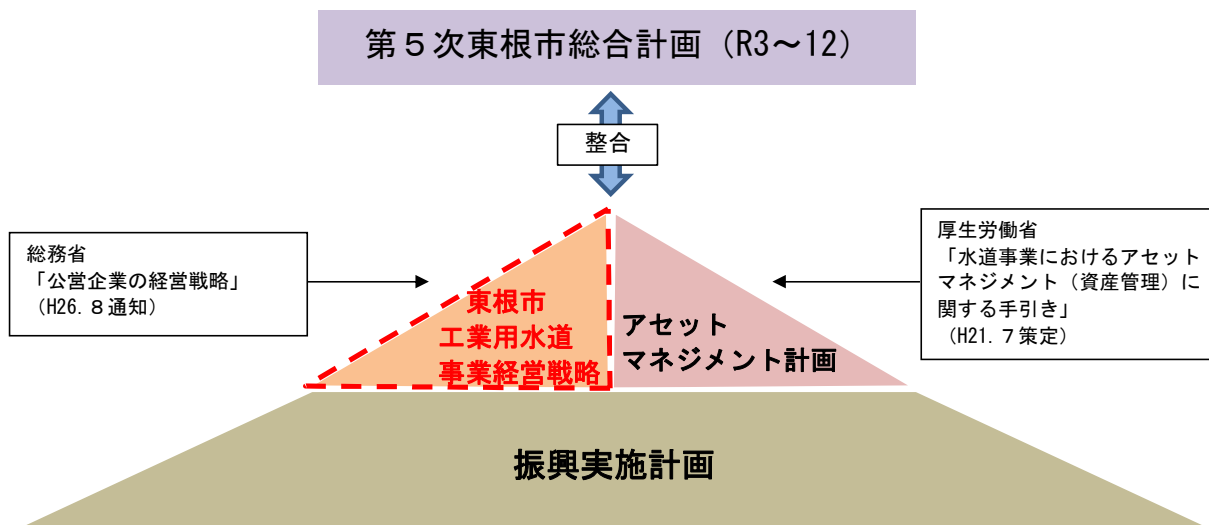 第５次東根市総合計画（R3～12）
整合
総務省
「公営企業の経営戦略」
（H26.８通知）
厚生労働省
「水道事業におけるアセット
マネジメント（資産管理）に
関する手引き」
（H21.７策定）
東根市
工業用水道
事業経営戦略
アセット
マネジメント計画
振興実施計画